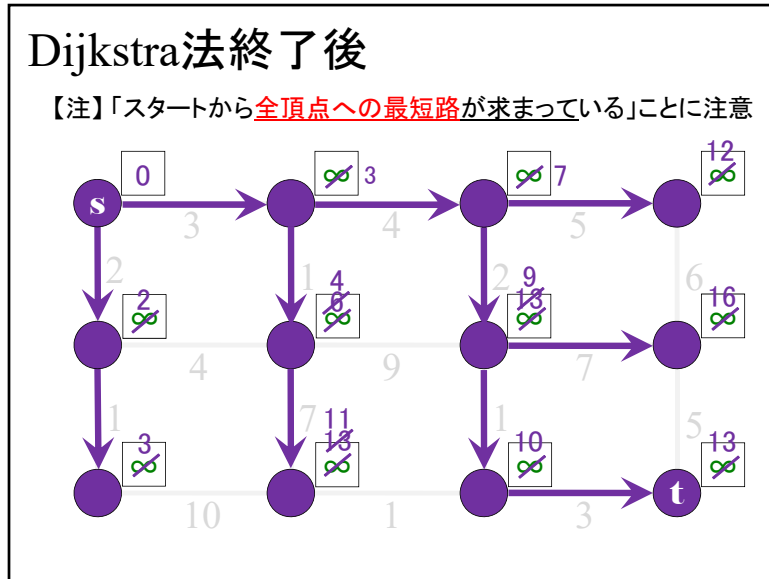 Dijkstra法終了後
【注】「スタートから全頂点への最短路が求まっている」ことに注意
0 ∞ 3 ∞ 7 12 ∞
s
3 4 5
2 1 2 6
2 ∞ 4 6 ∞ 9 13 ∞ 16 ∞
4 9 7
1 7 1 5
3 ∞ 11 13 ∞ 10 ∞ 13 ∞
t
10 1 3